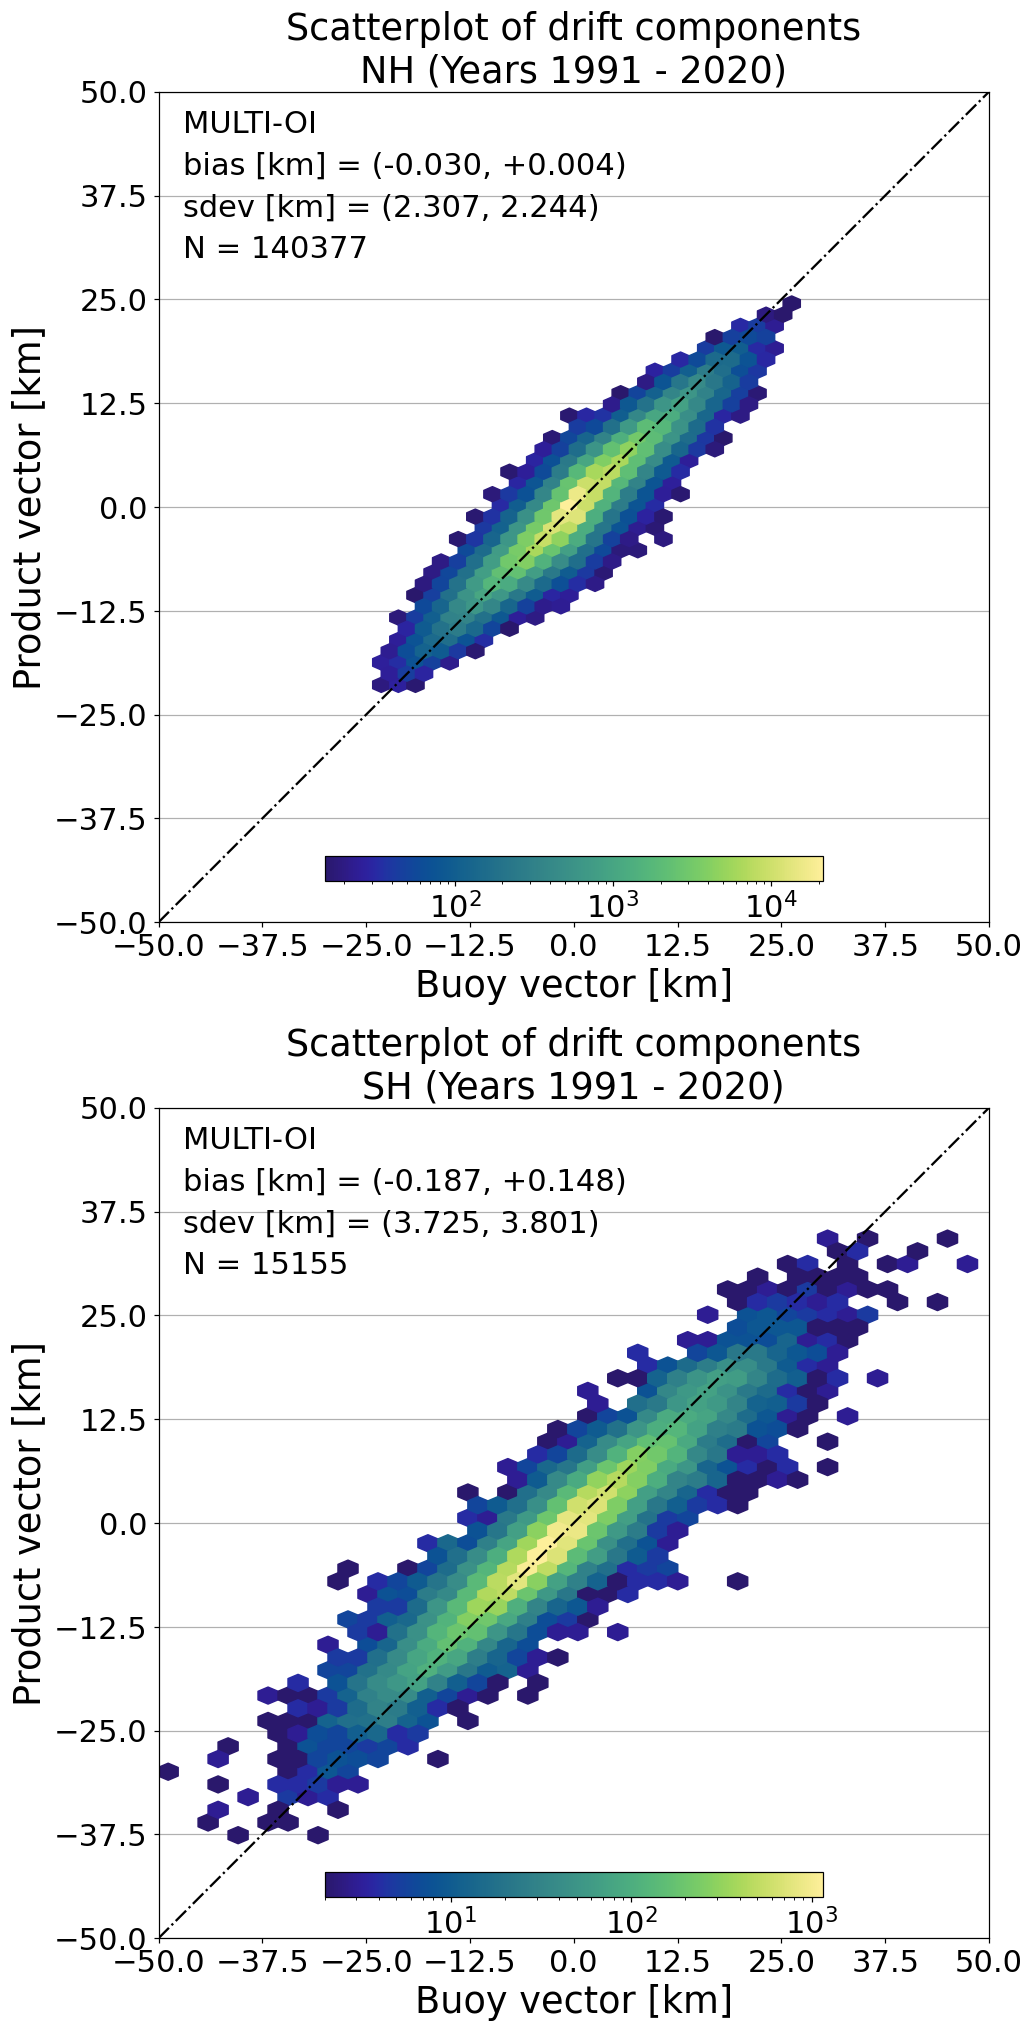 Scatterplot of drift components
NH (Years 1991 - 2020)
50.0
37.5
25.0
12.5
0.0
−12.5
−25.0
−37.5
−50.0
Product vector [km]
MULTI-OI
bias [km] = (-0.030, +0.004)
sdev [km] = (2.307, 2.244)
N = 140377
10² 10³ 10⁴
−50.0 −37.5 −25.0 −12.5 0.0 12.5 25.0 37.5 50.0
Buoy vector [km]
Scatterplot of drift components
SH (Years 1991 - 2020)
50.0
37.5
25.0
12.5
0.0
−12.5
−25.0
−37.5
−50.0
Product vector [km]
MULTI-OI
bias [km] = (-0.187, +0.148)
sdev [km] = (3.725, 3.801)
N = 15155
10¹ 10² 10³
−50.0 −37.5 −25.0 −12.5 0.0 12.5 25.0 37.5 50.0
Buoy vector [km]